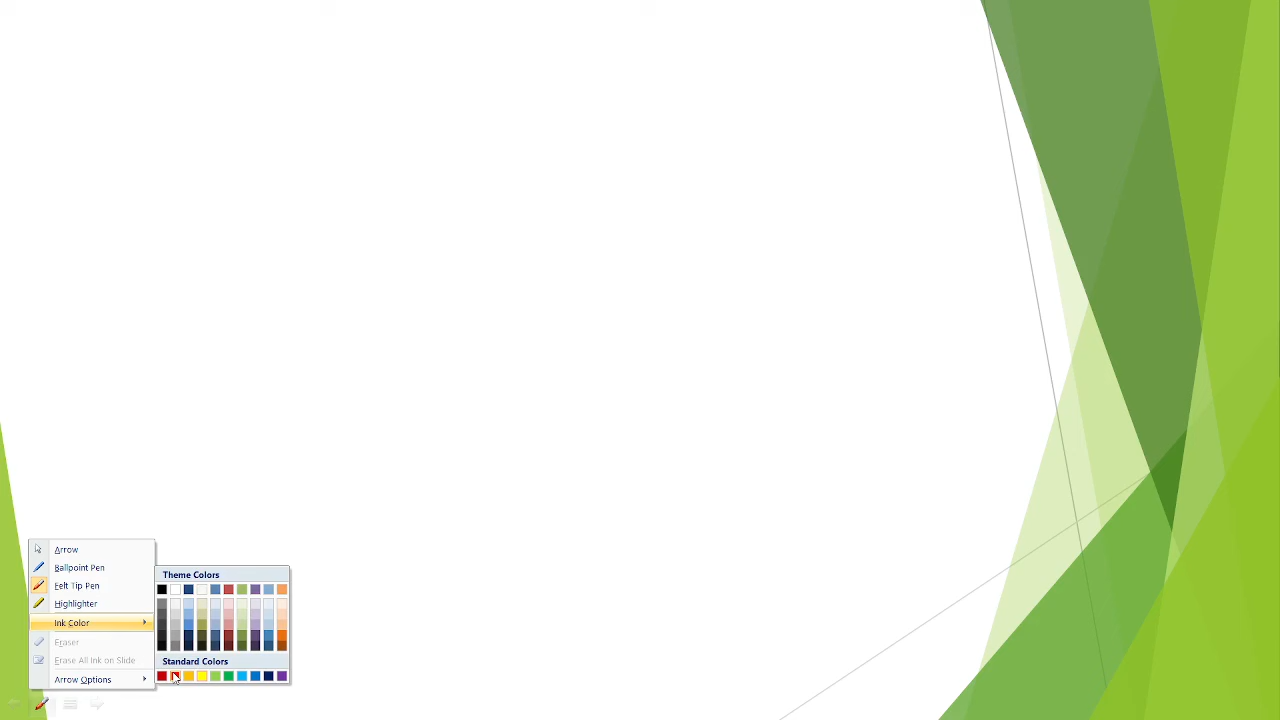 Arrow
Ballpoint Pen
Felt Tip Pen
Highlighter
Ink Color
Eraser
Erase All Ink on Slide
Arrow Options
Theme Colors
Standard Colors